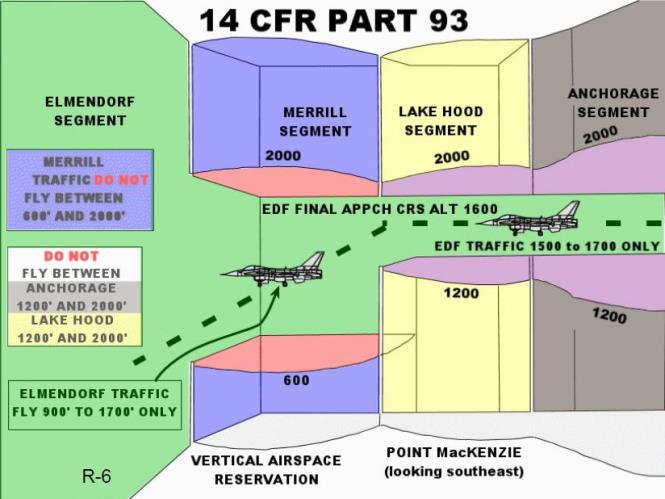 14 CFR PART 93
ELMENDORF
SEGMENT
MERRILL
SEGMENT
2000
LAKE HOOD
SEGMENT
2000
ANCHORAGE
SEGMENT
2000
MERRILL
TRAFFIC DO NOT
FLY BETWEEN
600' AND 2000'
EDF FINAL APPCH CRS ALT 1600
EDF TRAFFIC 1500 to 1700 ONLY
DO NOT
FLY BETWEEN
ANCHORAGE
1200' AND 2000'
LAKE HOOD
1200' AND 2000'
1200
1200
600
ELMENDORF TRAFFIC
FLY 900' TO 1700' ONLY
R-6
VERTICAL AIRSPACE
RESERVATION
POINT MacKENZIE
(looking southeast)